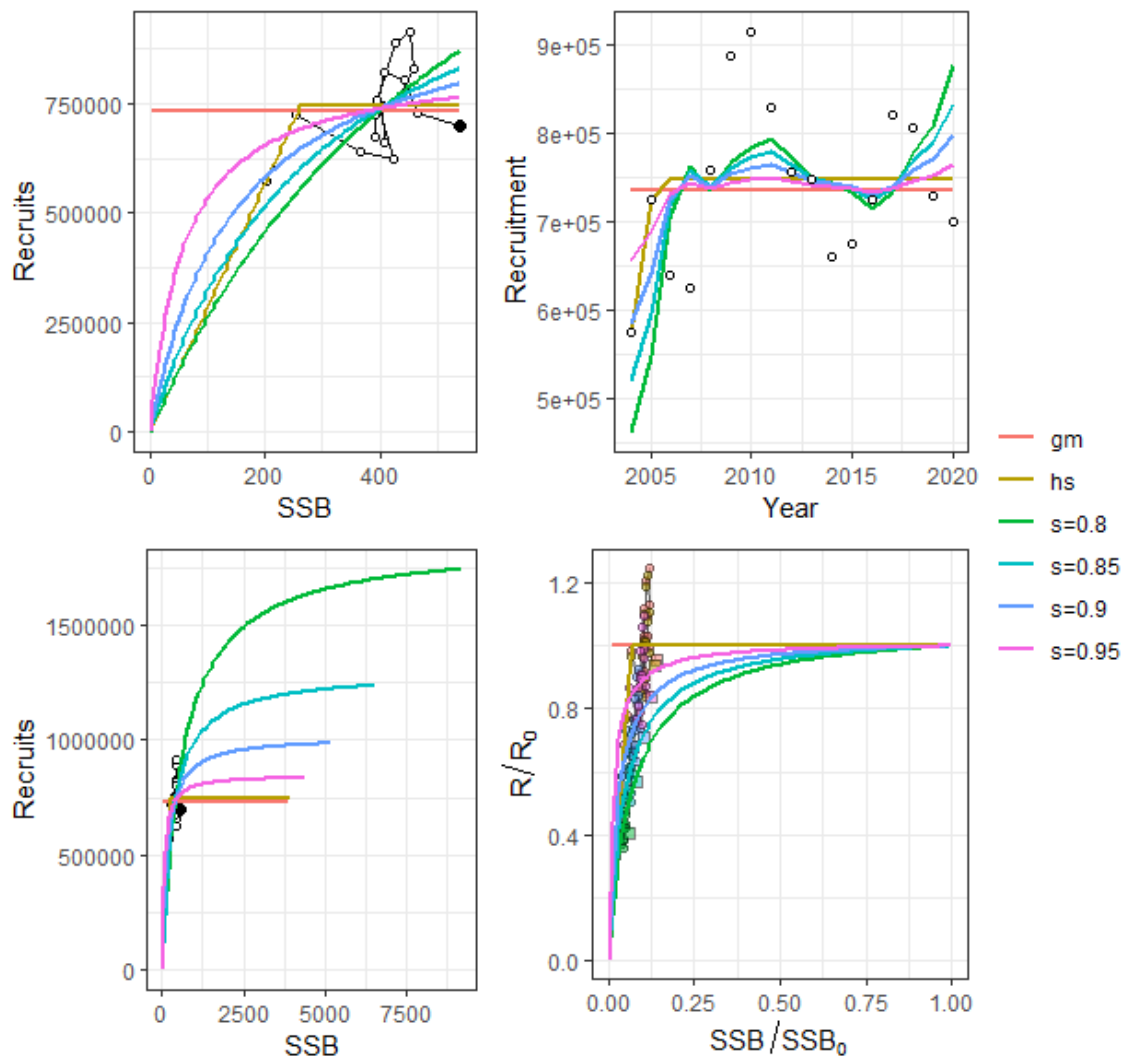 Recruits
750000
500000
250000
0
0
200
400
SSB
Recruitment
9e+05
8e+05
7e+05
6e+05
5e+05
2005
2010
2015
2020
Year
gm
hs
s=0.8
s=0.85
s=0.9
s=0.95
Recruits
1500000
1000000
500000
0
0
2500
5000
7500
SSB
R/R₀
1.2
0.8
0.4
0.0
0.00
0.25
0.50
0.75
1.00
SSB/SSB₀